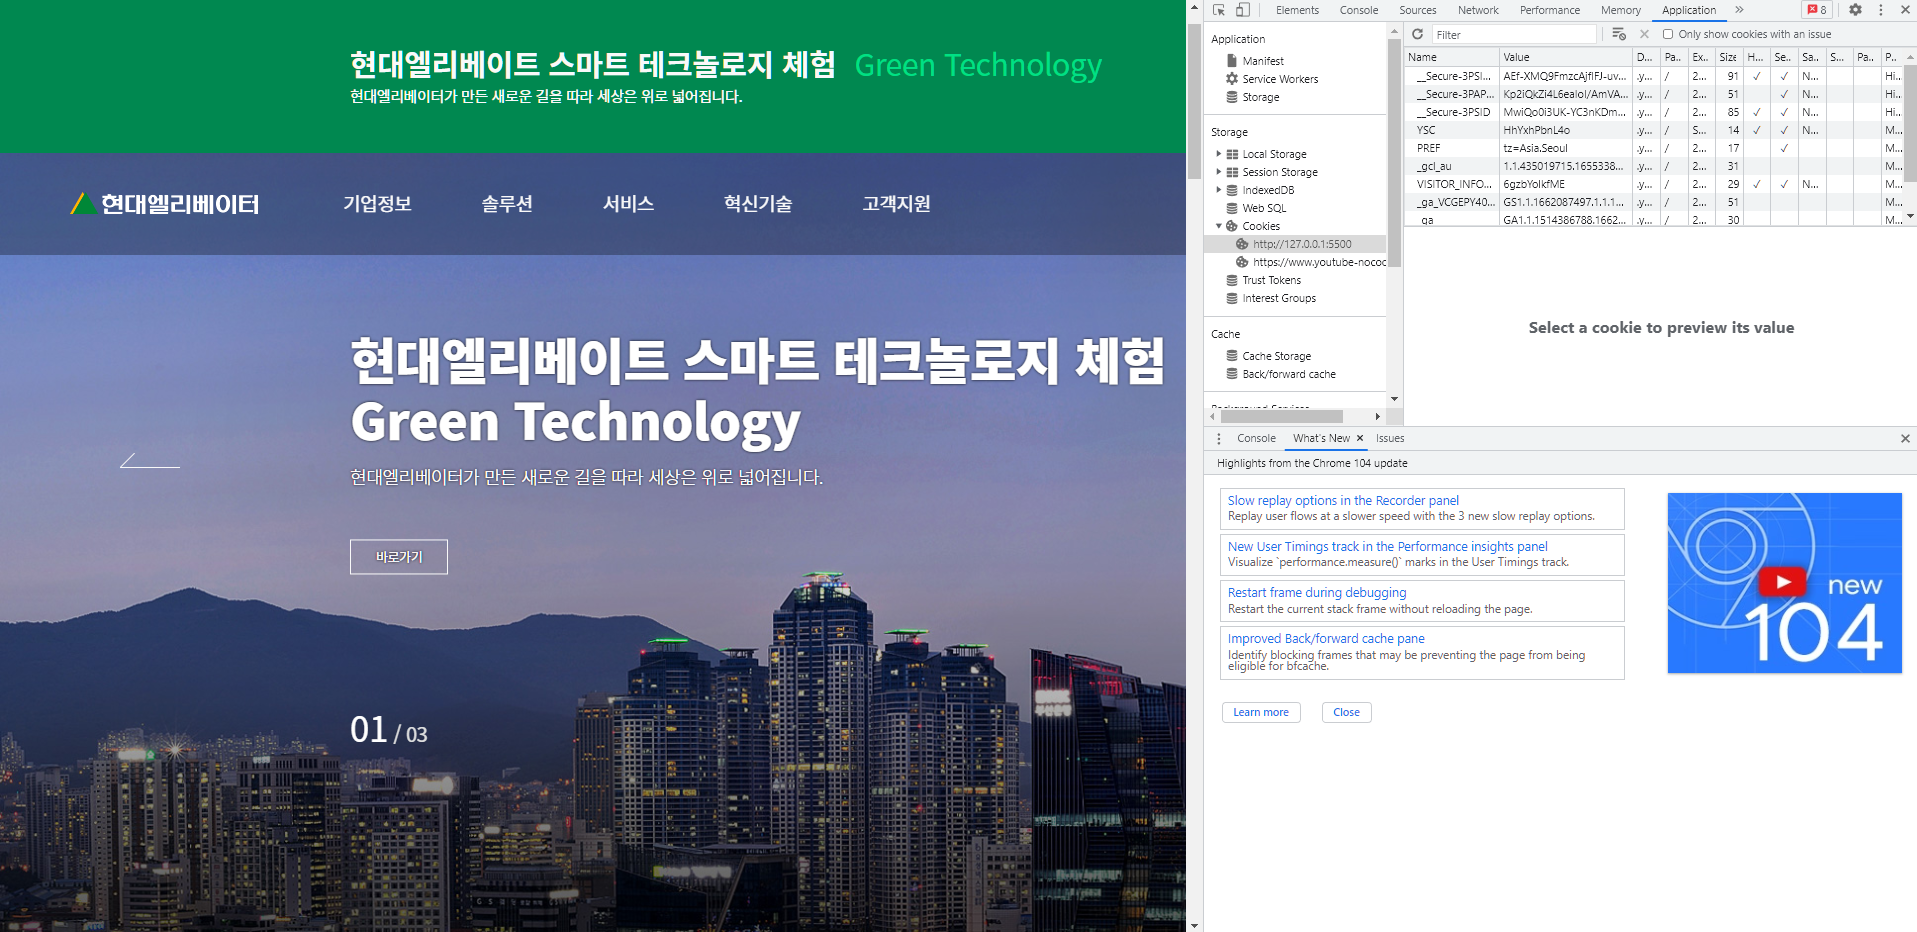 현대엘리베이트 스마트 테크놀로지 체험 Green Technology
현대엘리베이터가 만든 새로운 길을 따라 세상은 위로 넓어집니다.
현대엘리베이터 기업정보 솔루션 서비스 혁신기술 고객지원
현대엘리베이트 스마트 테크놀로지 체험
Green Technology
현대엘리베이터가 만든 새로운 길을 따라 세상은 위로 넓어집니다.
바로가기
01 / 03
Elements Console Sources Network Performance Memory Application 8
Application
Manifest
Service Workers
Storage
Storage
Local Storage
Session Storage
IndexedDB
Web SQL
Cookies
http://127.0.0.1:5500
https://www.youtube-nococ
Trust Tokens
Interest Groups
Cache
Cache Storage
Back/forward cache
Background Services
Filter Only show cookies with an issue
Name Value D... Pa.. Ex.. Size H... Se.. Sa.. S... Pa.. P..
__Secure-3PSI... AEf-XMQ9FmzcAjfIFJ-uv... .y... / 2... 91 ✓ ✓ N... Hi...
__Secure-3PAP... Kp2iQkZi4L6eaIol/AmVA... .y... / 2... 51 ✓ N... Hi...
__Secure-3PSID MwiQo0i3UK-YC3nKDm... .y... / 2... 85 ✓ ✓ N... Hi...
YSC HhYxhPbnL4o .y... / S... 14 ✓ ✓ N... M...
PREF tz=Asia.Seoul .y... / 2... 17 ✓ M...
_gcl_au 1.1.435019715.1655338... .y... / 2... 31 M...
VISITOR_INFO... 6gzbYoIkfME .y... / 2... 29 ✓ ✓ N... M...
_ga_VCGEPY40... GS1.1.1662087497.1.1.1... .y... / 2... 51 M...
_ga GA1.1.1514386788.1662... .y... / 2... 30 M...
Select a cookie to preview its value
Console What's New Issues
Highlights from the Chrome 104 update
Slow replay options in the Recorder panel
Replay user flows at a slower speed with the 3 new slow replay options.
New User Timings track in the Performance insights panel
Visualize `performance.measure()` marks in the User Timings track.
Restart frame during debugging
Restart the current stack frame without reloading the page.
Improved Back/forward cache pane
Identify blocking frames that may be preventing the page from being
eligible for bfcache.
Learn more Close
new
104